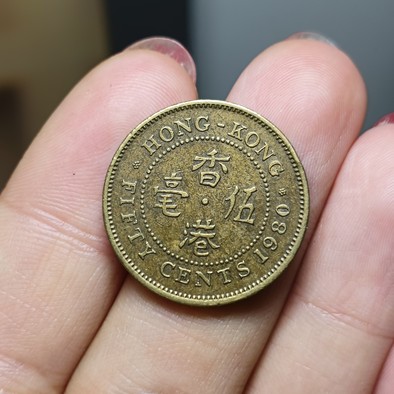 HONG-KONG
香港
伍毫
FIFTY CENTS 1980